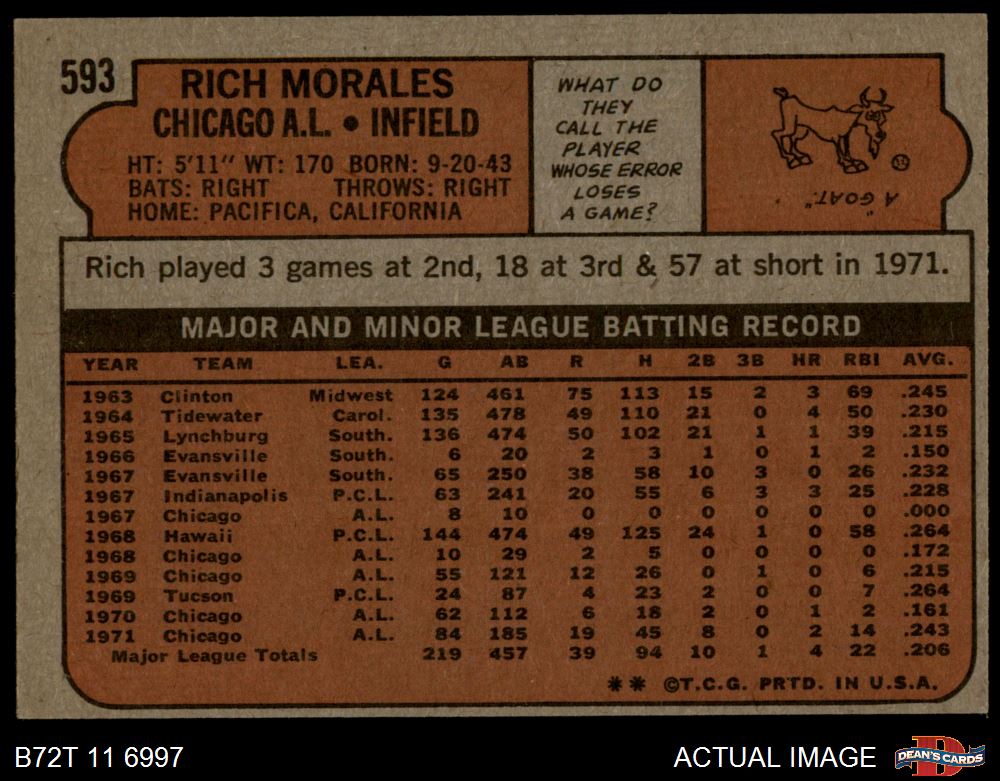 593
RICH MORALES
CHICAGO A.L. • INFIELD
HT: 5'11" WT: 170 BORN: 9-20-43
BATS: RIGHT THROWS: RIGHT
HOME: PACIFICA, CALIFORNIA
WHAT DO
THEY
CALL THE
PLAYER
WHOSE ERROR
LOSES
A GAME?
A "GOAT."
Rich played 3 games at 2nd, 18 at 3rd & 57 at short in 1971.
MAJOR AND MINOR LEAGUE BATTING RECORD
YEAR TEAM LEA. G AB R H 2B 3B HR RBI AVG.
1963 Clinton Midwest 124 461 75 113 15 2 3 69 .245
1964 Tidewater Carol. 135 478 49 110 21 0 4 50 .230
1965 Lynchburg South. 136 474 50 102 21 1 1 39 .215
1966 Evansville South. 6 20 2 3 1 0 1 2 .150
1967 Evansville South. 65 250 38 58 10 3 0 26 .232
1967 Indianapolis P.C.L. 63 241 20 55 6 3 3 25 .228
1967 Chicago A.L. 8 10 0 0 0 0 0 0 .000
1968 Hawaii P.C.L. 144 474 49 125 24 1 0 58 .264
1968 Chicago A.L. 10 29 2 5 0 0 0 0 .172
1969 Chicago A.L. 55 121 12 26 0 1 0 6 .215
1969 Tucson P.C.L. 24 87 4 23 2 0 0 7 .264
1970 Chicago A.L. 62 112 6 18 2 0 1 2 .161
1971 Chicago A.L. 84 185 19 45 8 0 2 14 .243
Major League Totals 219 457 39 94 10 1 4 22 .206
** ©T.C.G. PRTD. IN U.S.A.
B72T 11 6997
ACTUAL IMAGE
D
DEAN'S CARDS